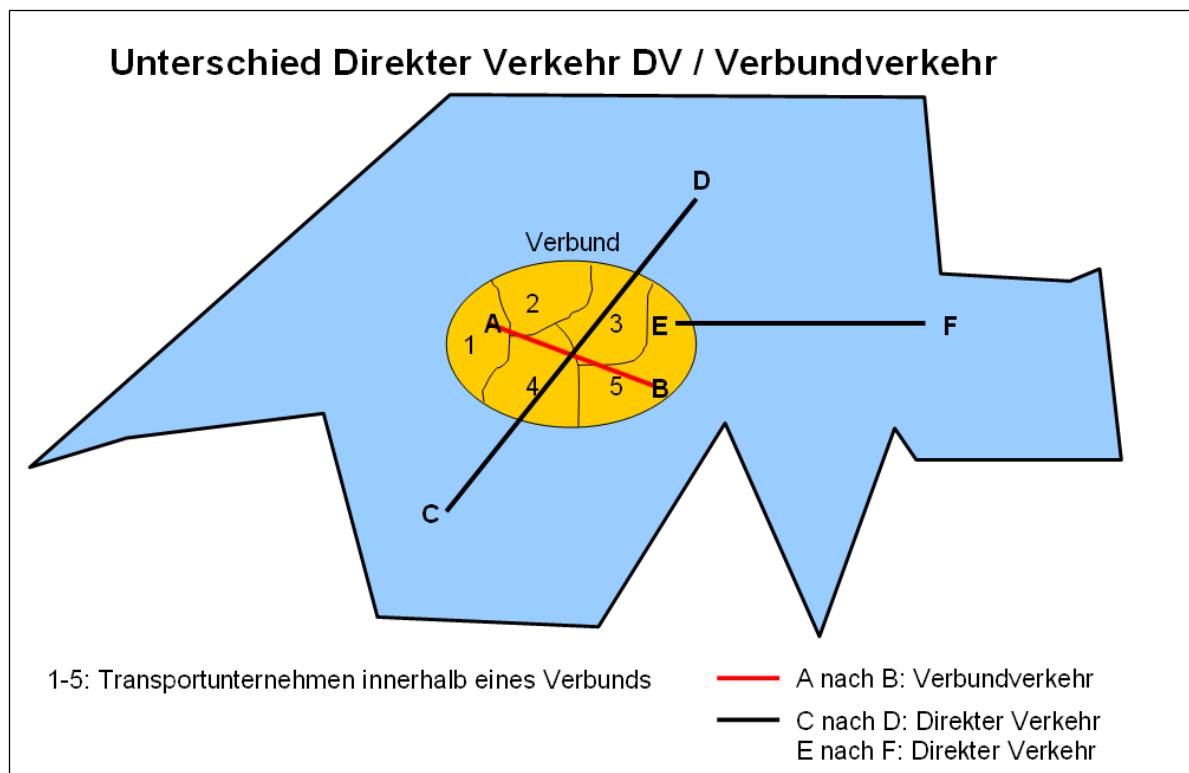 Unterschied Direkter Verkehr DV / Verbundverkehr
D
Verbund
2
A
3
E
F
1
4
5
B
C
1-5: Transportunternehmen innerhalb eines Verbunds
A nach B: Verbundverkehr
C nach D: Direkter Verkehr
E nach F: Direkter Verkehr